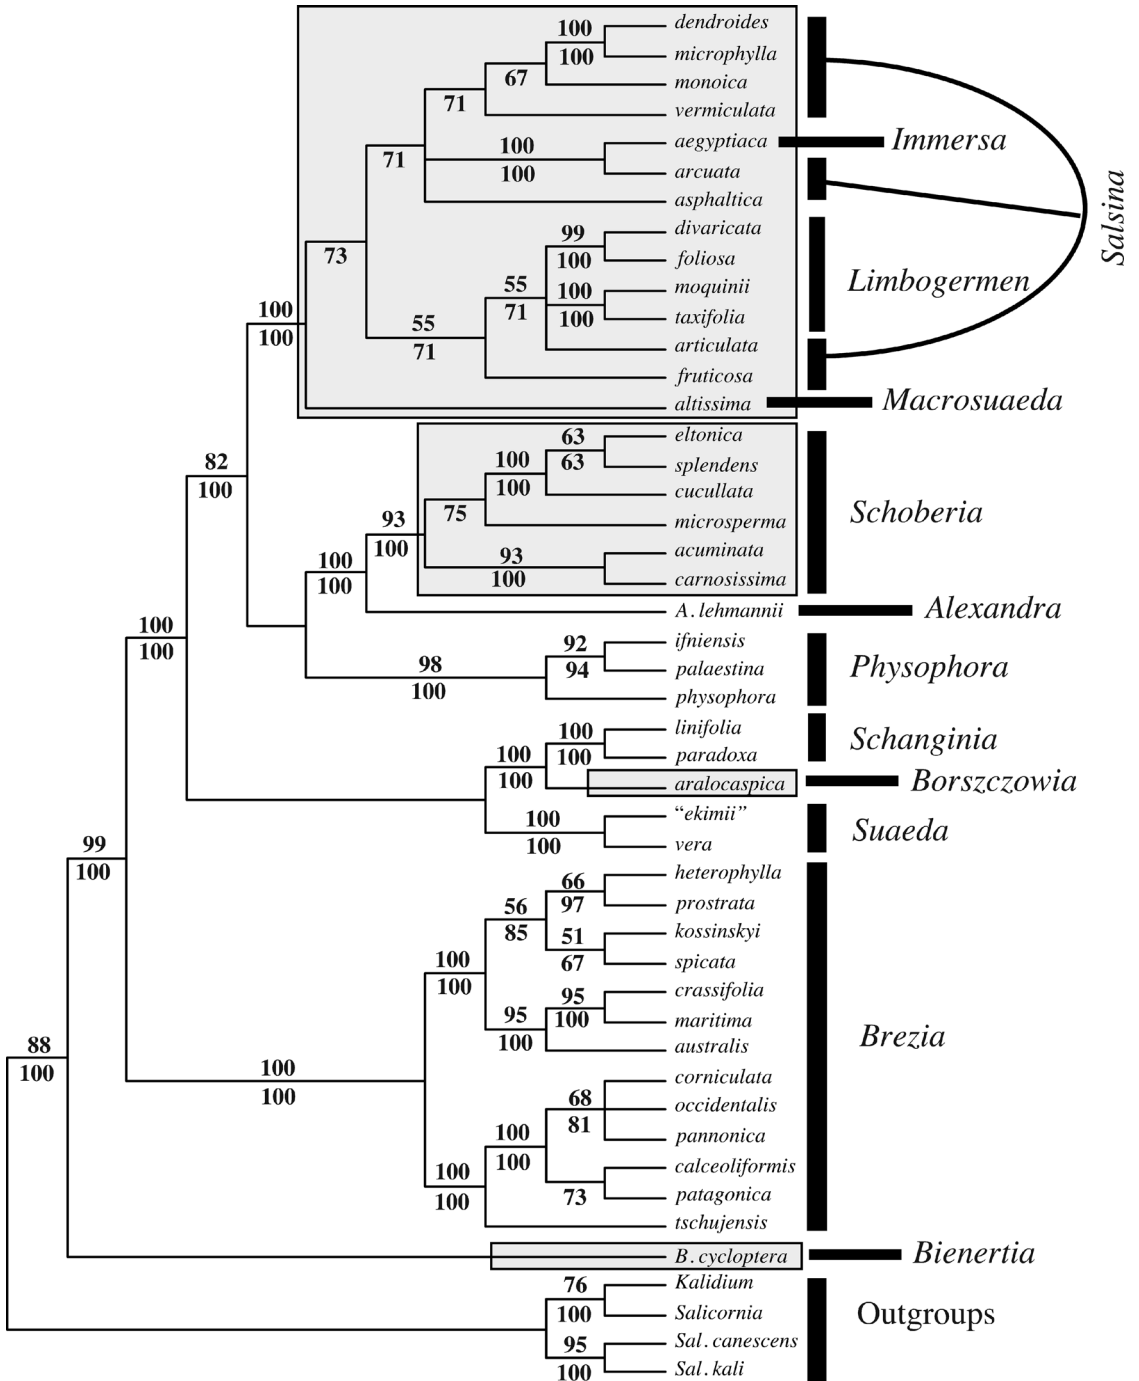 100
dendroides
100
microphylla
67
monoica
71
vermiculata
100
aegyptiaca
Immersa
71
100
arcuata
asphaltica
Salsina
99
divaricata
73
100
foliosa
55
100
moquinii
Limbogermen
71
100
taxifolia
100
55
100
71
articulata
fruticosa
altissima
Macrosuaeda
63
eltonica
82
100
63
splendens
100
100
cucullata
Schoberia
93
75
microsperma
100
93
acuminata
100
100
100
carnosissima
A. lehmannii
Alexandra
100
92
ifniensis
100
98
94
palaestina
Physophora
100
physophora
100
linifolia
Schanginia
100
100
paradoxa
100
aralocaspica
Borszczowia
100
“ekimii”
Suaeda
99
100
vera
100
66
heterophylla
56
97
prostrata
85
51
kossinskyi
100
67
spicata
100
95
crassifolia
95
100
maritima
Brezia
88
100
australis
100
100
100
corniculata
68
occidentalis
100
81
pannonica
100
100
calceoliformis
100
73
patagonica
tschujensis
B. cycloptera
Bienertia
76
Kalidium
100
Salicornia
Outgroups
95
Sal. canescens
100
Sal. kali